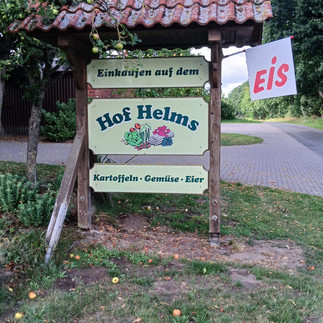 Einkaufen auf dem
Hof Helms
Kartoffeln · Gemüse · Eier
Eis